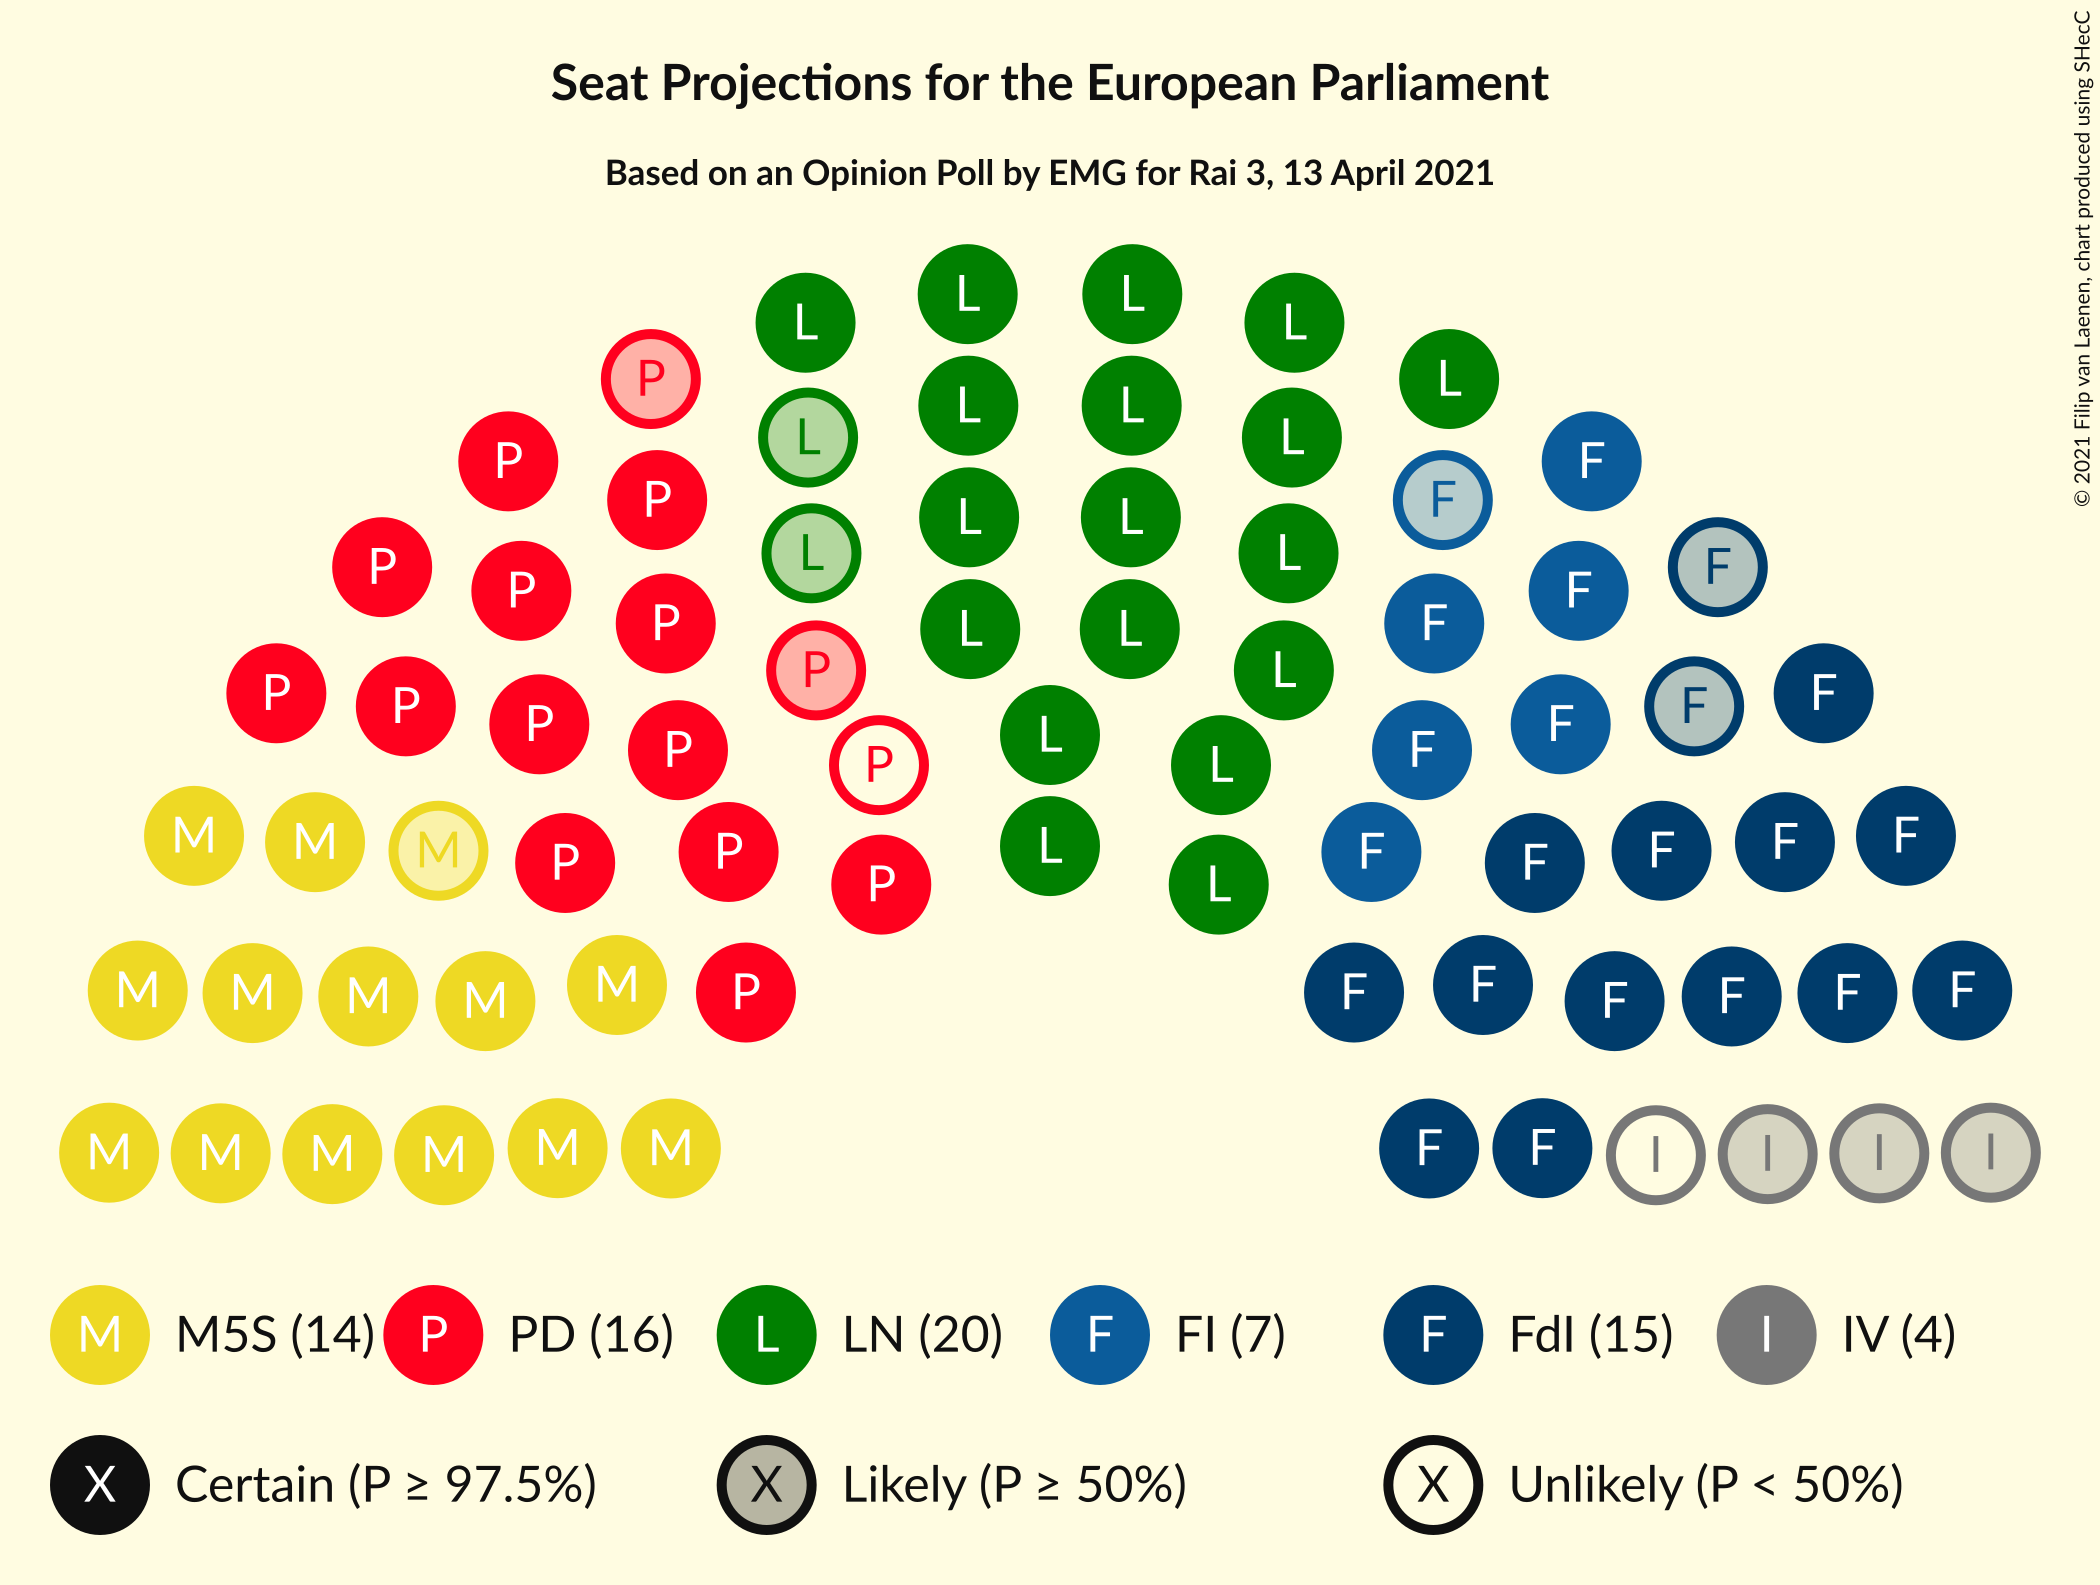 Seat Projections for the European Parliament
Based on an Opinion Poll by EMG for Rai 3, 13 April 2021
© 2021 Filip van Laenen, chart produced using SHecC
L L
L L
P L
L L
P L L F
P L
P F
L L
P P L L F F
P F
P L L F
P L
P P F F
P L
P P F F
P L
M M F F
M P P L F F F
P L
M M M M M P F F F F F F
M M M M M M F F I I I I
M M5S (14) P PD (16) L LN (20) F FI (7) F FdI (15) I IV (4)
X Certain (P ≥ 97.5%) X Likely (P ≥ 50%) X Unlikely (P < 50%)